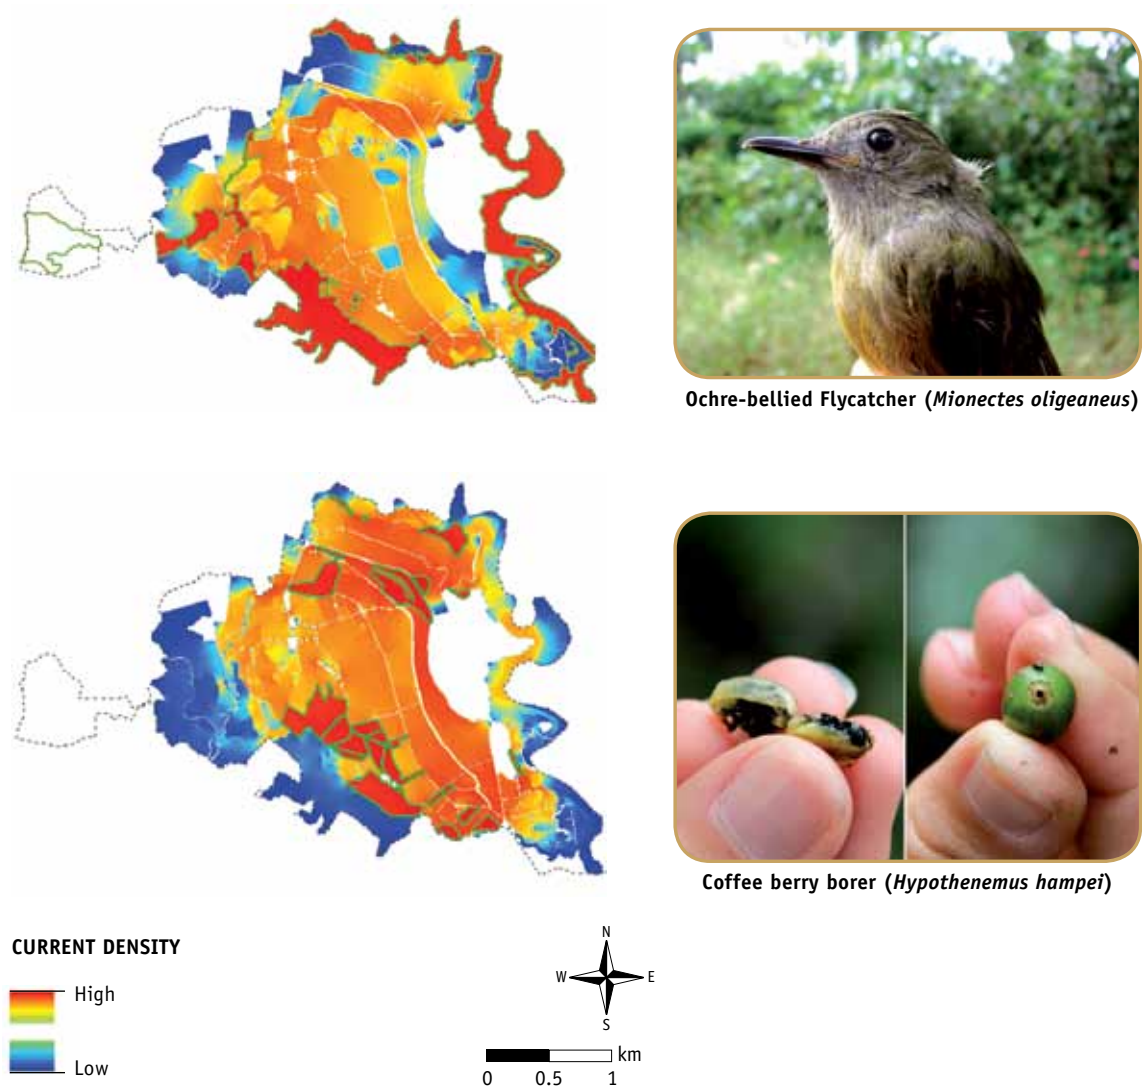 Ochre-bellied Flycatcher (Mionectes oligeaneus)
Coffee berry borer (Hypothenemus hampei)
CURRENT DENSITY
High
Low
N
W E
S
km
0 0.5 1